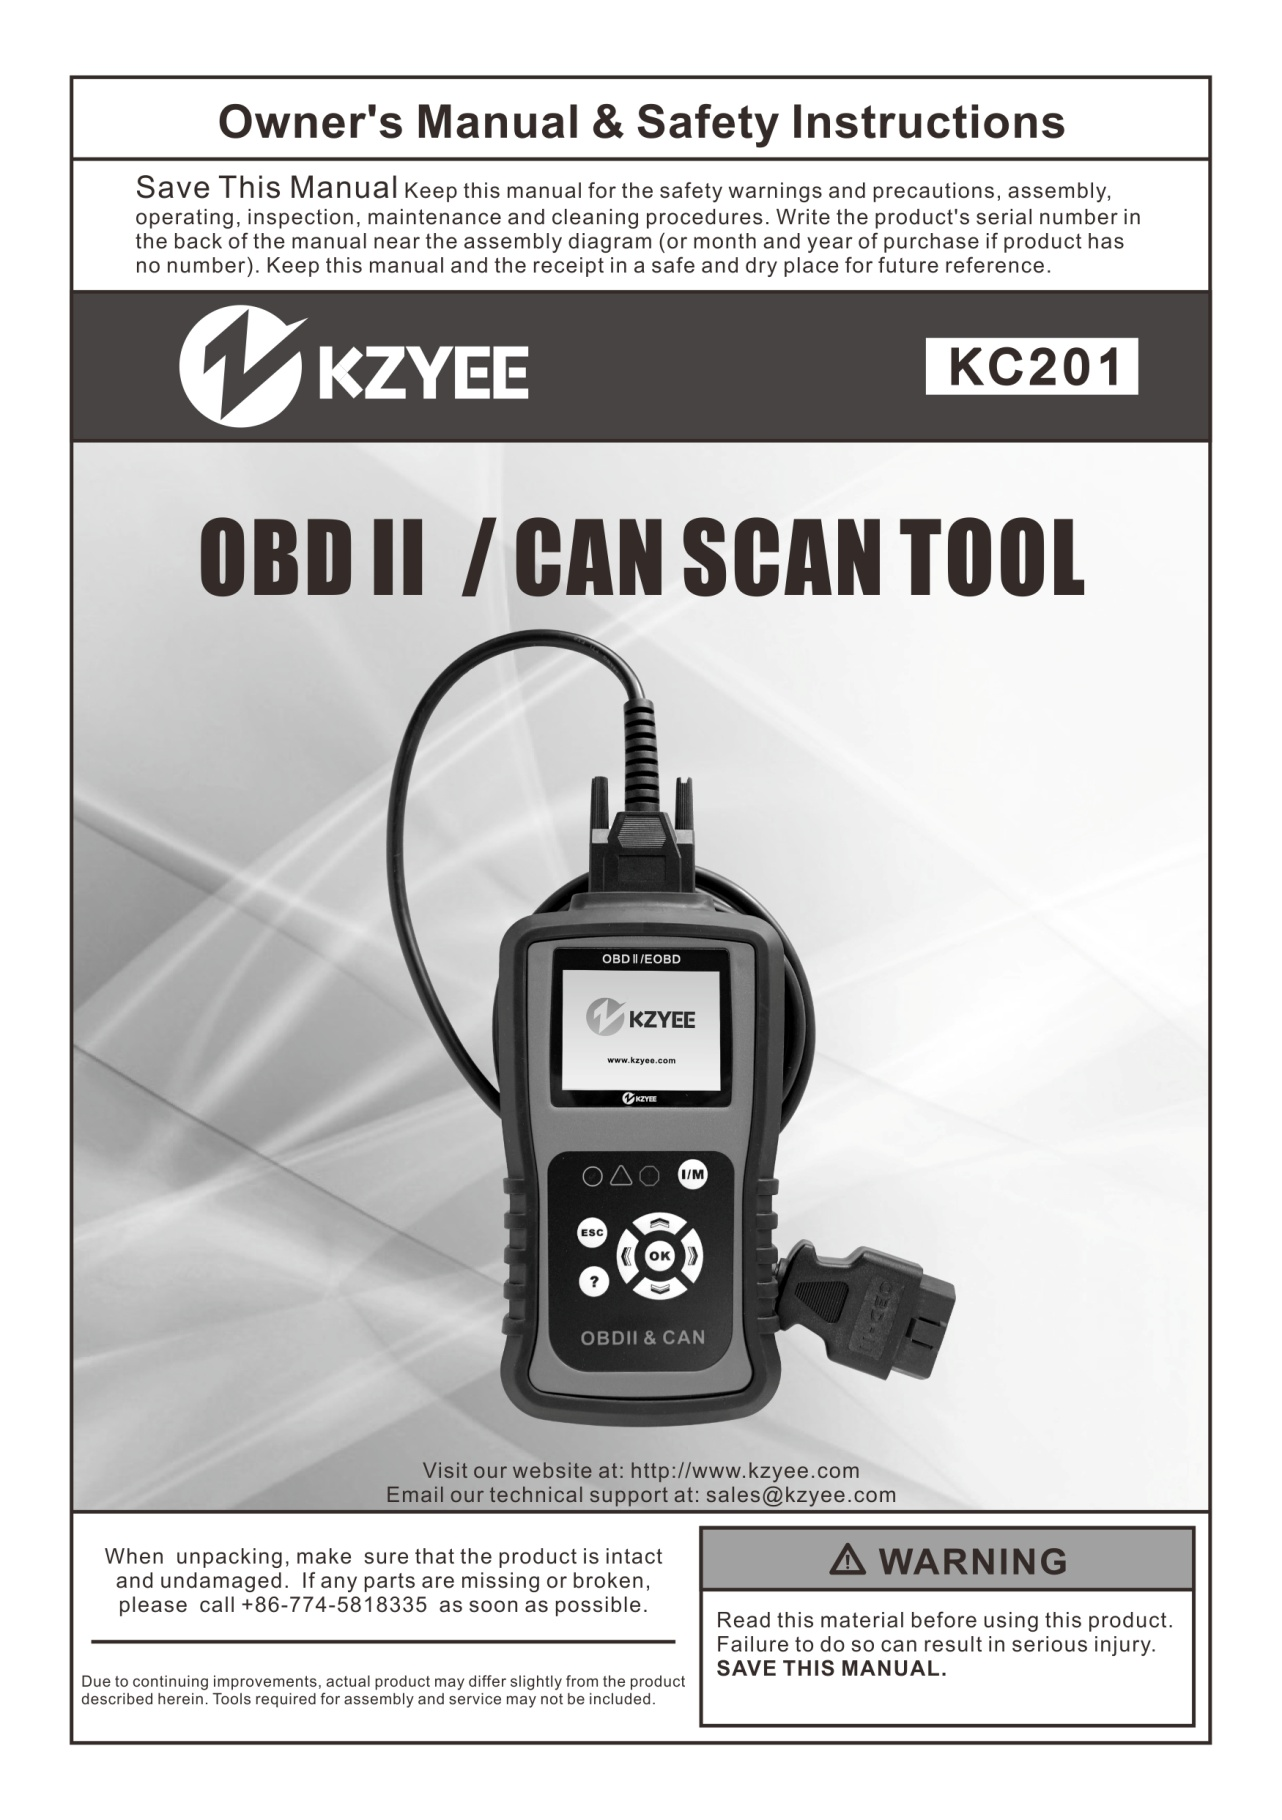 Owner's Manual & Safety Instructions
Save This Manual Keep this manual for the safety warnings and precautions, assembly,
operating, inspection, maintenance and cleaning procedures. Write the product's serial number in
the back of the manual near the assembly diagram (or month and year of purchase if product has
no number). Keep this manual and the receipt in a safe and dry place for future reference.
KZYEE
KC201
OBD II / CAN SCAN TOOL
OBD II /EOBD
KZYEE
www.kzyee.com
KZYEE
I/M
ESC
OK
?
OBDII & CAN
Visit our website at: http://www.kzyee.com
Email our technical support at: sales@kzyee.com
When unpacking, make sure that the product is intact
and undamaged. If any parts are missing or broken,
please call +86-774-5818335 as soon as possible.
Due to continuing improvements, actual product may differ slightly from the product
described herein. Tools required for assembly and service may not be included.
WARNING
Read this material before using this product.
Failure to do so can result in serious injury.
SAVE THIS MANUAL.